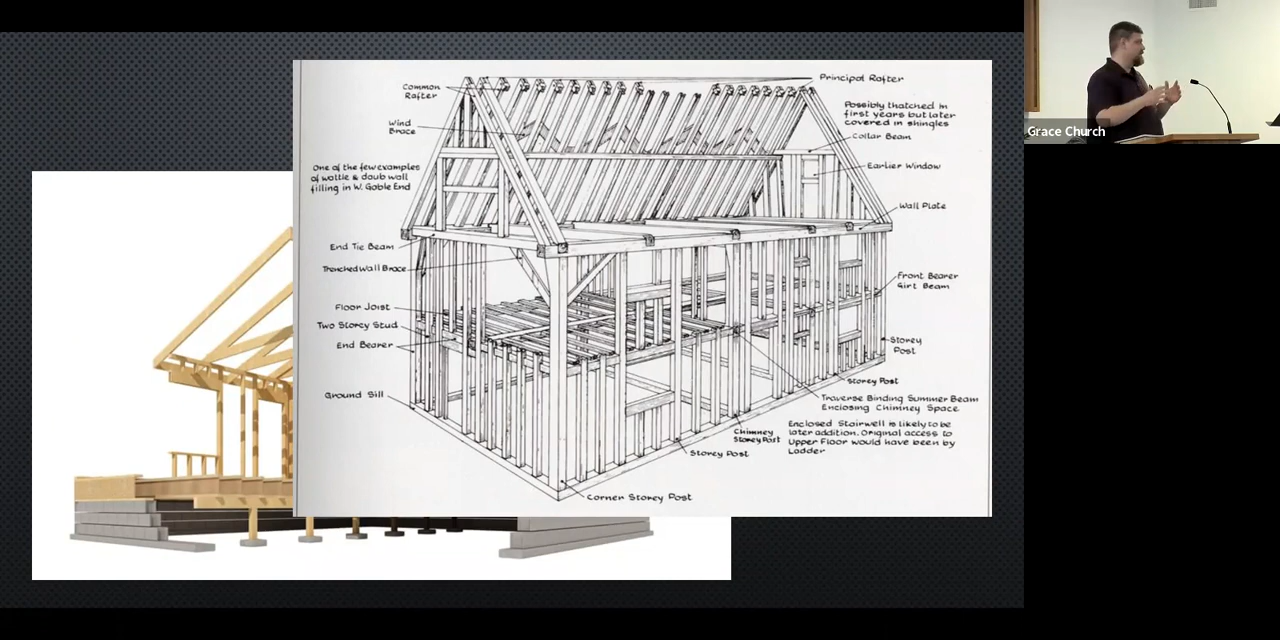 Principal Rafter
Common
Rafter
Wind
Brace
Possibly thatched in
first years but later
covered in shingles
Collar Beam
One of the few examples
of wattle & daub wall
filling in W. Gable End
Earlier Window
Wall Plate
End Tie Beam
Trenched Wall Brace
Front Bearer
Girt Beam
Floor Joist
Two Storey Stud
End Bearer
Storey
Post
Storey Post
Ground Sill
Traverse Binding Summer Beam
Enclosing Chimney Space
Chimney
Storey Post
Enclosed Stairwell is likely to be
later addition. Original access to
Upper Floor would have been by
Ladder
Storey Post
Corner Storey Post
Grace Church